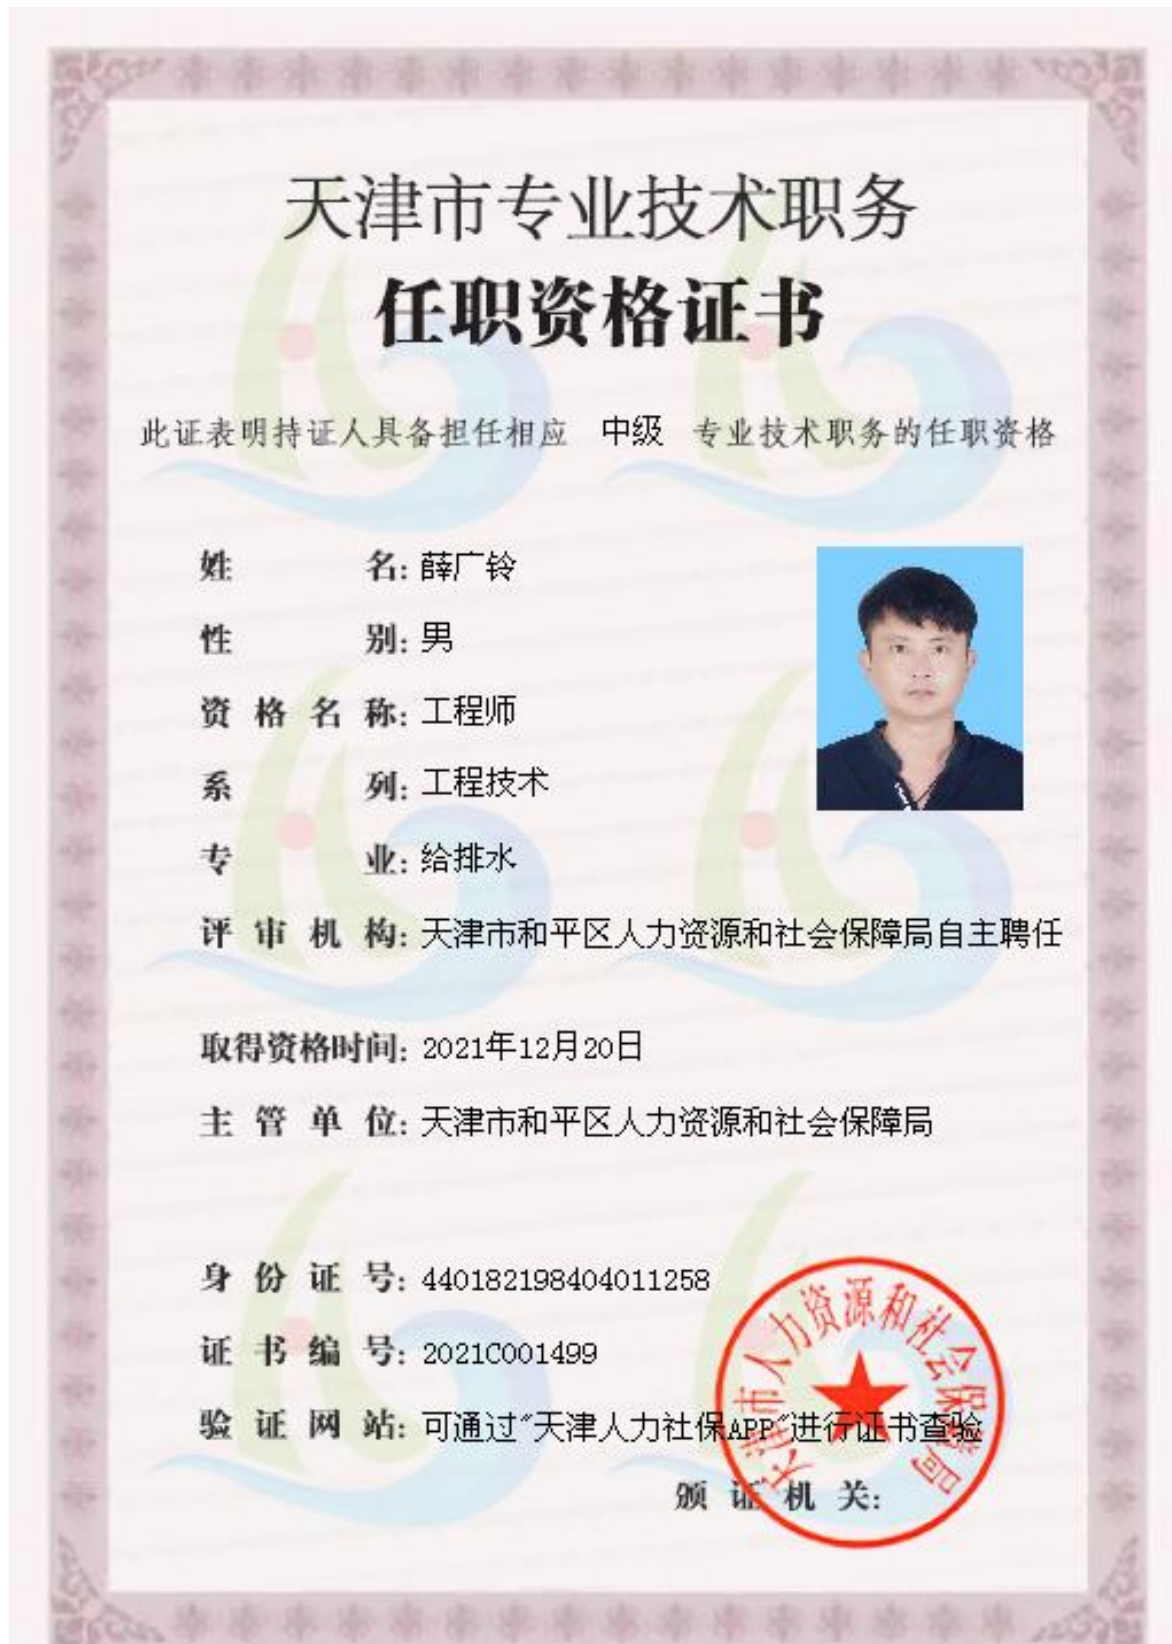 天津市专业技术职务
任职资格证书
此证表明持证人具备担任相应 中级 专业技术职务的任职资格
姓名:薛广铃
性别:男
资格名称:工程师
系列:工程技术
专业:给排水
评审机构:天津市和平区人力资源和社会保障局自主聘任
取得资格时间:2021年12月20日
主管单位:天津市和平区人力资源和社会保障局
身份证号:440182198404011258
证书编号:2021C001499
验证网站:可通过"天津人力社保APP"进行证书查验
颁证机关:
天津市人力资源和社会保障局